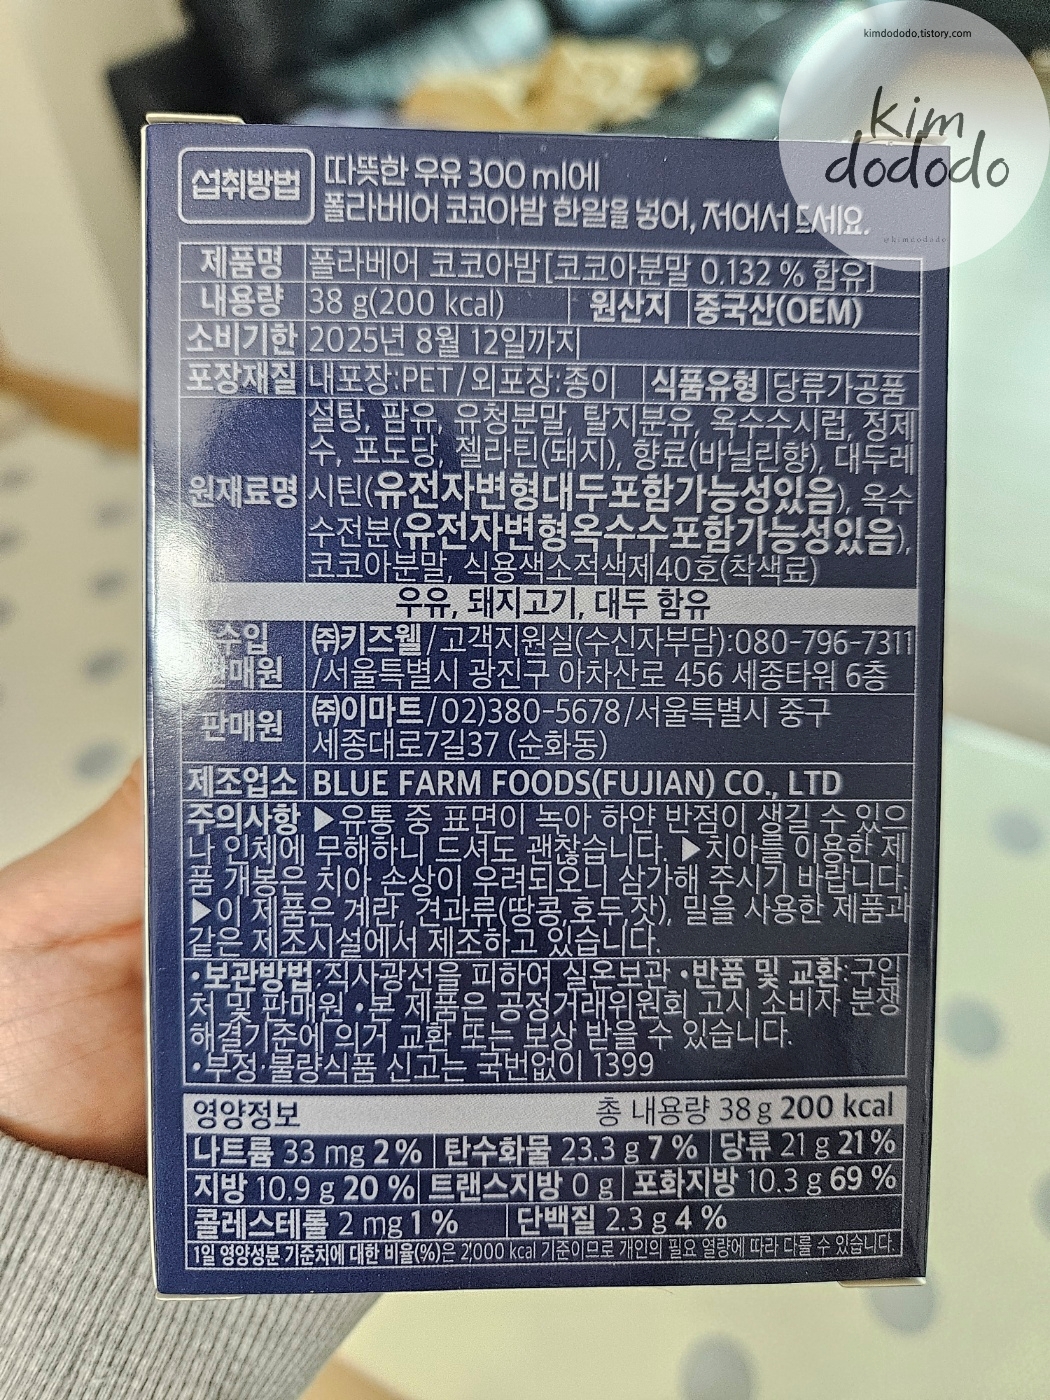 kimdododo.tistory.com
kim
dododo
@kimdododo
섭취방법
따뜻한 우유 300 ml에
폴라베어 코코아밤 한알을 넣어, 저어서 드세요.
제품명 폴라베어 코코아밤[코코아분말 0.132 % 함유]
내용량 38 g(200 kcal) 원산지 중국산(OEM)
소비기한 2025년 8월 12일까지
포장재질 내포장:PET/외포장:종이 식품유형 당류가공품
원재료명
설탕, 팜유, 유청분말, 탈지분유, 옥수수시럽, 정제
수, 포도당, 젤라틴(돼지), 향료(바닐린향), 대두레
시틴(유전자변형대두포함가능성있음), 옥수
수전분(유전자변형옥수수포함가능성있음),
코코아분말, 식용색소적색제40호(착색료)
우유, 돼지고기, 대두 함유
수입
판매원
㈜키즈웰/고객지원실(수신자부담):080-796-7311
/서울특별시 광진구 아차산로 456 세종타워 6층
판매원
㈜이마트/02)380-5678/서울특별시 중구
세종대로7길37 (순화동)
제조업소 BLUE FARM FOODS(FUJIAN) CO., LTD
주의사항 ▶유통 중 표면이 녹아 하얀 반점이 생길 수 있으
나 인체에 무해하니 드셔도 괜찮습니다. ▶치아를 이용한 제
품 개봉은 치아 손상이 우려되오니 삼가해 주시기 바랍니다.
▶이 제품은 계란, 견과류(땅콩,호두,잣), 밀을 사용한 제품과
같은 제조시설에서 제조하고 있습니다.
•보관방법:직사광선을 피하여 실온보관 •반품 및 교환:구입
처 및 판매원 •본 제품은 공정거래위원회 고시 소비자 분쟁
해결기준에 의거 교환 또는 보상 받을 수 있습니다.
•부정·불량식품 신고는 국번없이 1399
영양정보 총 내용량 38 g 200 kcal
나트륨 33 mg 2 % 탄수화물 23.3 g 7 % 당류 21 g 21 %
지방 10.9 g 20 % 트랜스지방 0 g 포화지방 10.3 g 69 %
콜레스테롤 2 mg 1 % 단백질 2.3 g 4 %
1일 영양성분 기준치에 대한 비율(%)은 2,000 kcal 기준이므로 개인의 필요 열량에 따라 다를 수 있습니다.